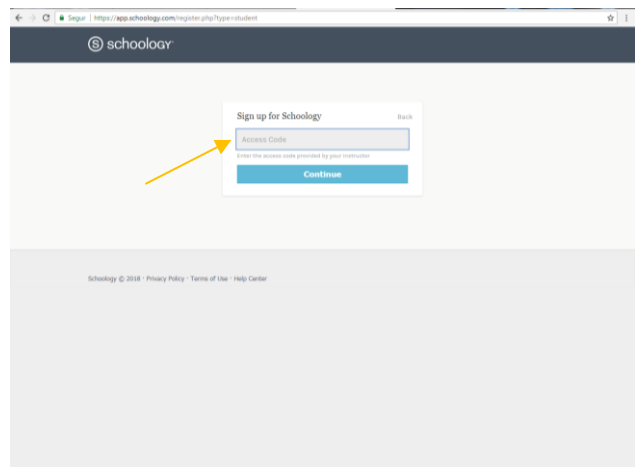 Segur | https://app.schoology.com/register.php?type=student
S schoology
Sign up for Schoology
Back
Access Code
Enter the access code provided by your instructor
Continue
Schoology © 2018 · Privacy Policy · Terms of Use · Help Center